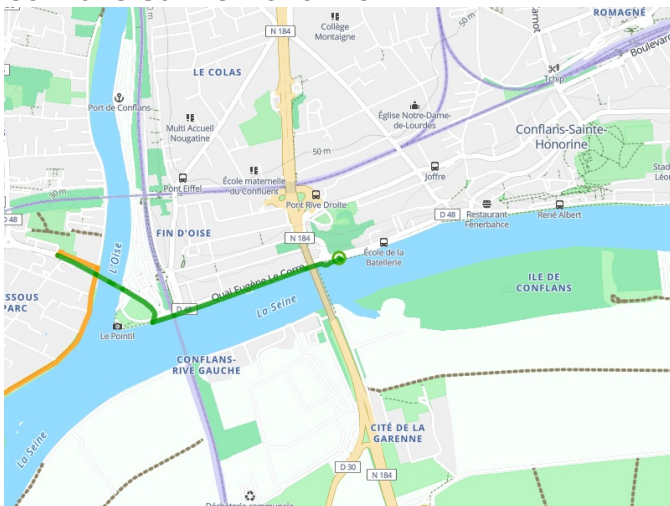 ROMAGNÉ
Collège
Montaigne
N 184
50 m
Boulevard
LE COLAS
Tchip
Port de Conflans
Multi Accueil
Nougatine
Église Notre-Dame-
de-Lourdes
Conflans-Sainte-
Honorine
50 m
École maternelle
du Confluent
Joffre
Pont Eiffel
Pont Rive Droite
Restaurant
Fenerbahce
René Albert
D 48
D 48
FIN D'OISE
N 184
École de la
Batellerie
L'Oise
Quai Eugène Le Corre
ILE DE
CONFLANS
La Seine
Le Pointil
CONFLANS-
RIVE GAUCHE
La Seine
CITÉ DE LA
GARENNE
D 30
N 184